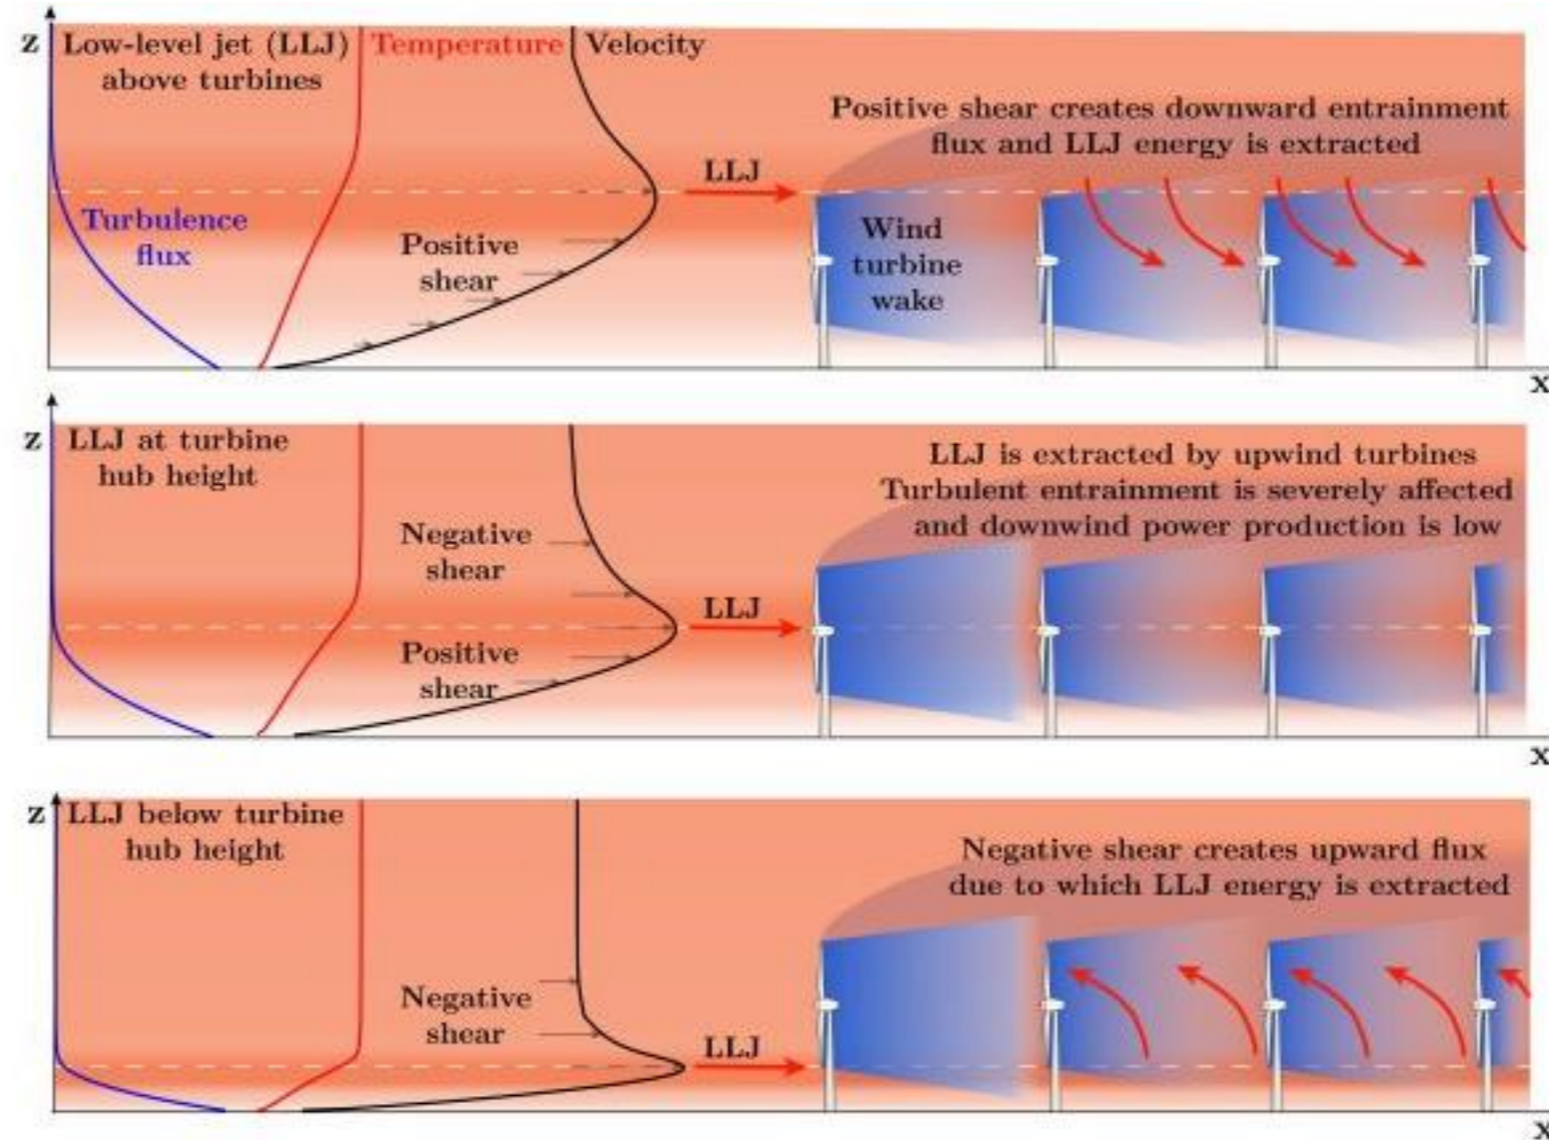 z
Low-level jet (LLJ)
above turbines
Temperature
Velocity
Turbulence
flux
Positive
shear
LLJ
Positive shear creates downward entrainment
flux and LLJ energy is extracted
Wind
turbine
wake
x
z
LLJ at turbine
hub height
Negative
shear
Positive
shear
LLJ
LLJ is extracted by upwind turbines
Turbulent entrainment is severely affected
and downwind power production is low
x
z
LLJ below turbine
hub height
Negative
shear
LLJ
Negative shear creates upward flux
due to which LLJ energy is extracted
x